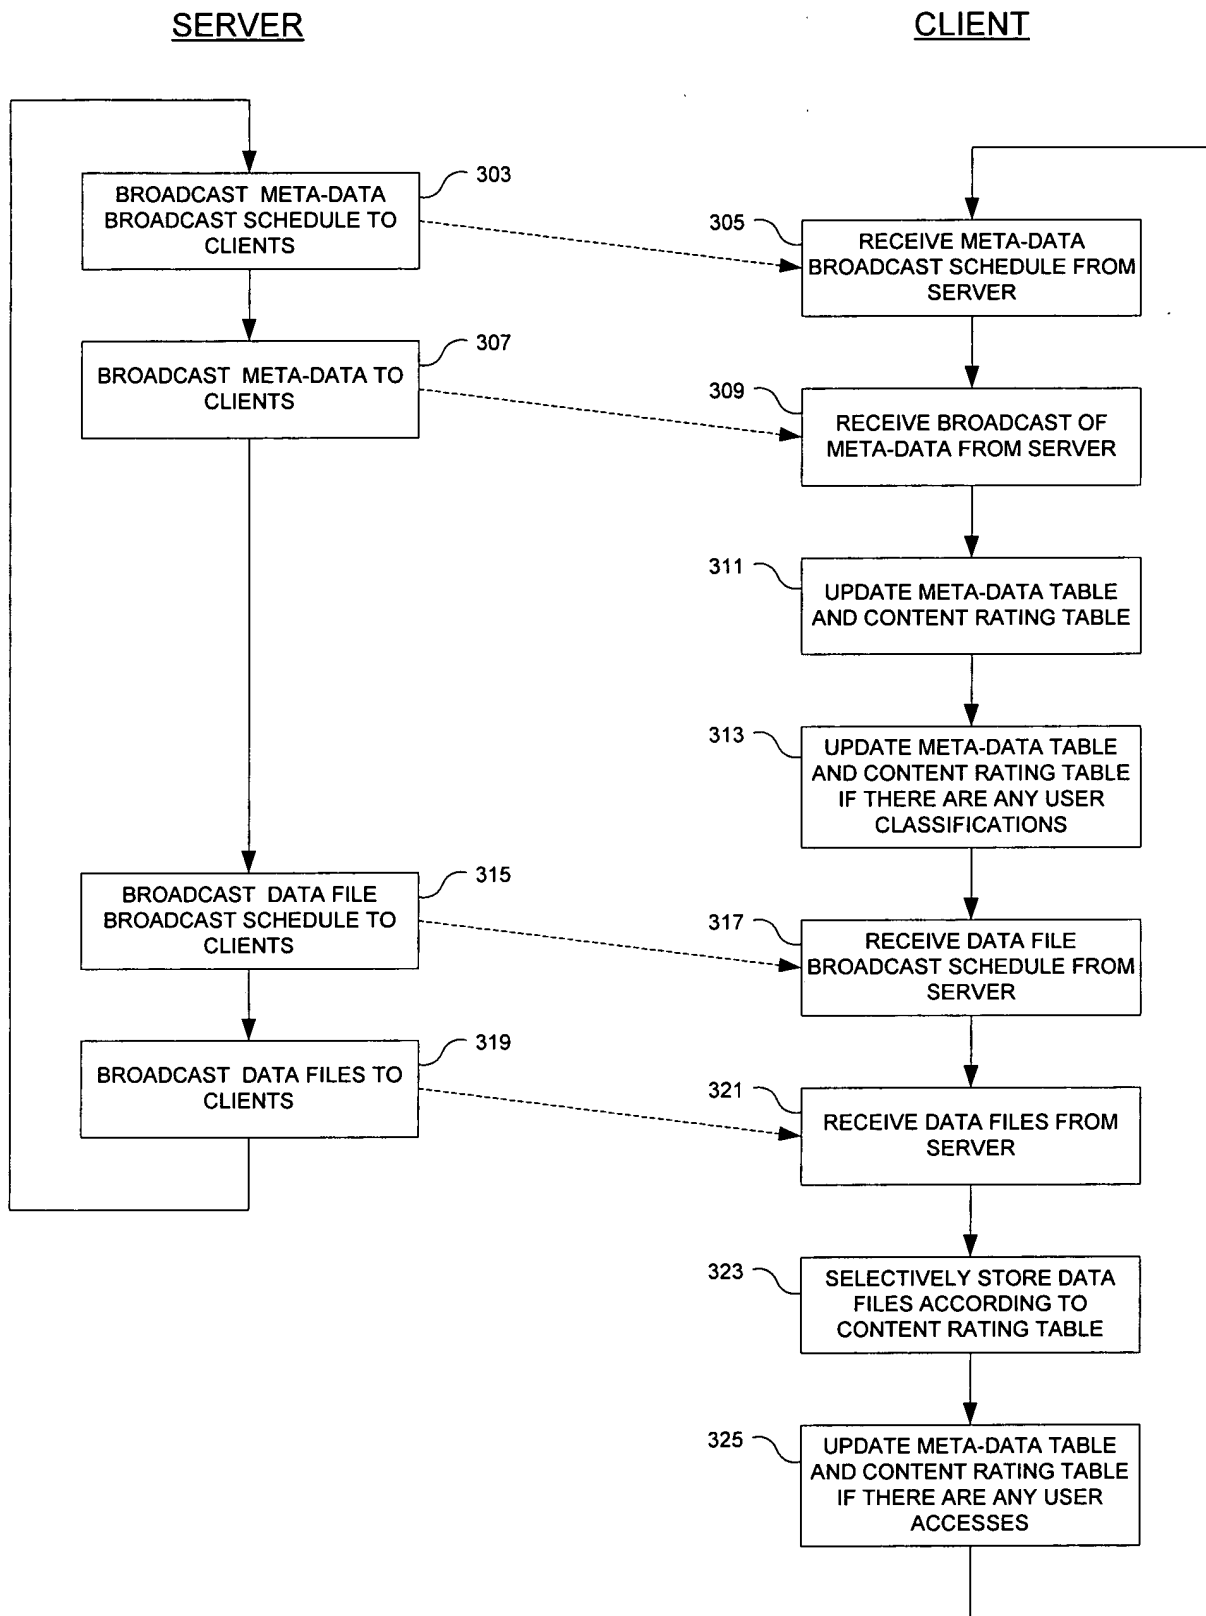 SERVER
CLIENT
303
BROADCAST META-DATA
BROADCAST SCHEDULE TO
CLIENTS
305
RECEIVE META-DATA
BROADCAST SCHEDULE FROM
SERVER
307
BROADCAST META-DATA TO
CLIENTS
309
RECEIVE BROADCAST OF
META-DATA FROM SERVER
311
UPDATE META-DATA TABLE
AND CONTENT RATING TABLE
313
UPDATE META-DATA TABLE
AND CONTENT RATING TABLE
IF THERE ARE ANY USER
CLASSIFICATIONS
315
BROADCAST DATA FILE
BROADCAST SCHEDULE TO
CLIENTS
317
RECEIVE DATA FILE
BROADCAST SCHEDULE FROM
SERVER
319
BROADCAST DATA FILES TO
CLIENTS
321
RECEIVE DATA FILES FROM
SERVER
323
SELECTIVELY STORE DATA
FILES ACCORDING TO
CONTENT RATING TABLE
325
UPDATE META-DATA TABLE
AND CONTENT RATING TABLE
IF THERE ARE ANY USER
ACCESSES